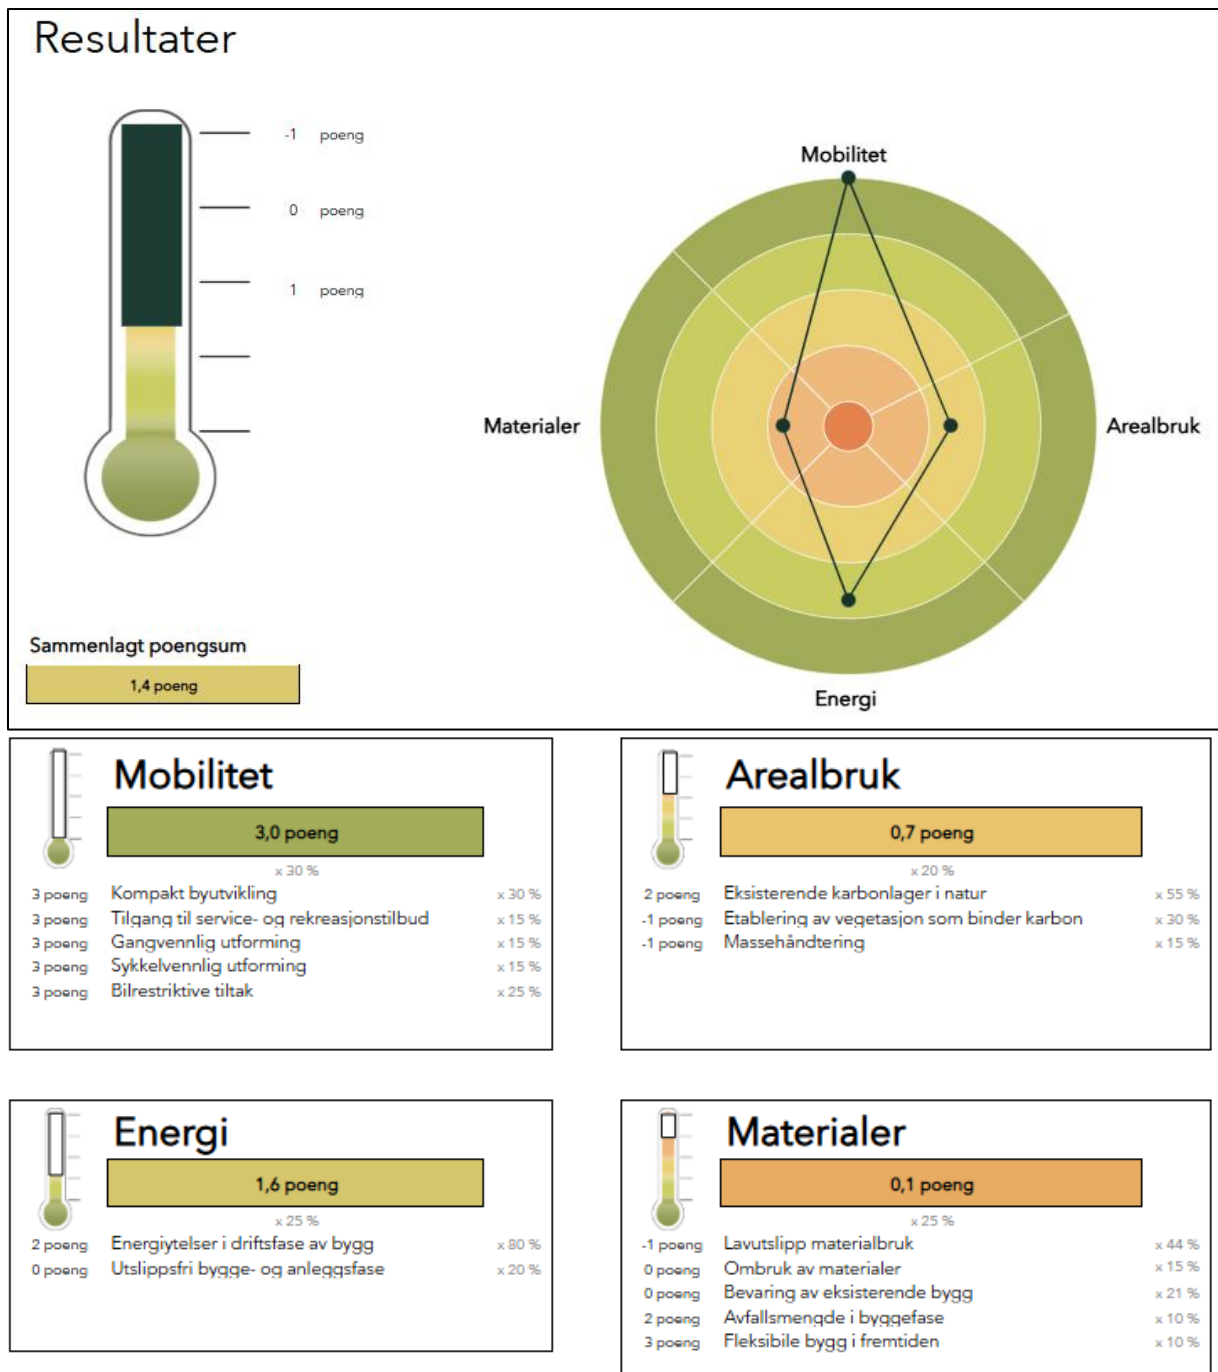 Resultater
-1 poeng
0 poeng
1 poeng
Mobilitet
Materialer
Arealbruk
Energi
Sammenlagt poengsum
1,4 poeng
Mobilitet
3,0 poeng
x 30 %
3 poeng Kompakt byutvikling x 30 %
3 poeng Tilgang til service- og rekreasjonstilbud x 15 %
3 poeng Gangvennlig utforming x 15 %
3 poeng Sykkelvennlig utforming x 15 %
3 poeng Bilrestriktive tiltak x 25 %
Arealbruk
0,7 poeng
x 20 %
2 poeng Eksisterende karbonlager i natur x 55 %
-1 poeng Etablering av vegetasjon som binder karbon x 30 %
-1 poeng Massehåndtering x 15 %
Energi
1,6 poeng
x 25 %
2 poeng Energiytelser i driftsfase av bygg x 80 %
0 poeng Utslippsfri bygge- og anleggsfase x 20 %
Materialer
0,1 poeng
x 25 %
-1 poeng Lavutslipp materialbruk x 44 %
0 poeng Ombruk av materialer x 15 %
0 poeng Bevaring av eksisterende bygg x 21 %
2 poeng Avfallsmengde i byggefase x 10 %
3 poeng Fleksibile bygg i fremtiden x 10 %